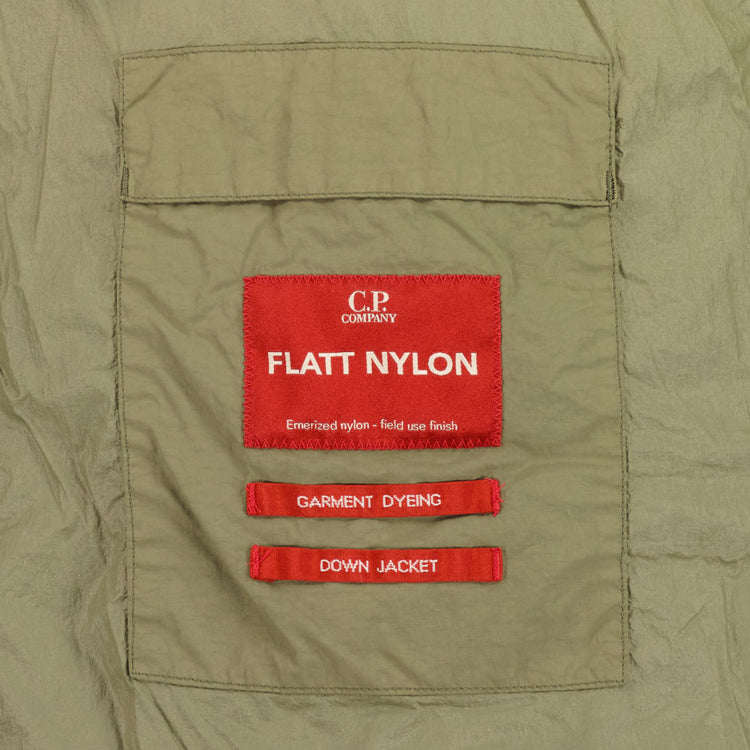 C.P.
COMPANY
FLATT NYLON
Emerized nylon - field use finish
GARMENT DYEING
DOWN JACKET